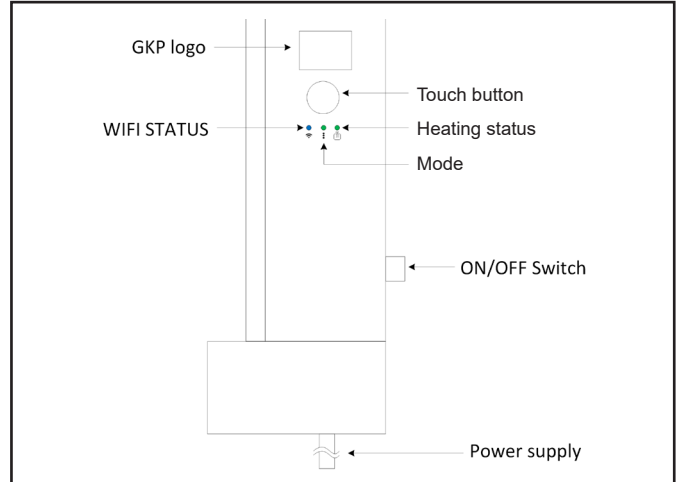 GKP logo
Touch button
WIFI STATUS
Heating status
Mode
ON/OFF Switch
Power supply